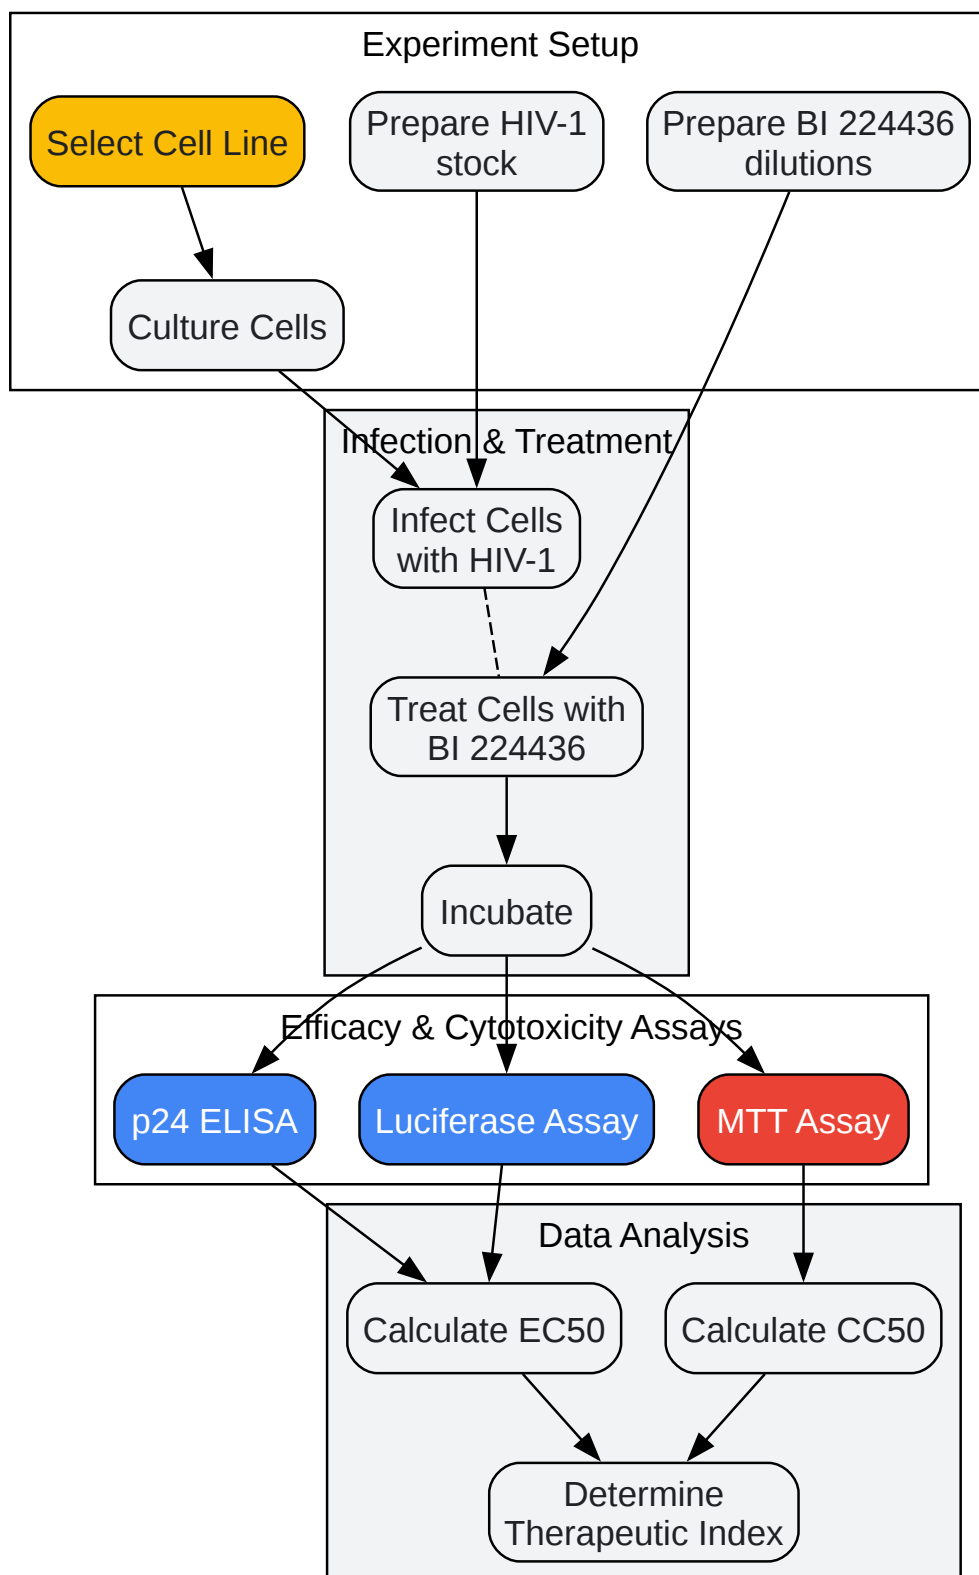 Experiment Setup
Select Cell Line
Prepare HIV-1
stock
Prepare BI 224436
dilutions
Culture Cells
Infection & Treatment
Infect Cells
with HIV-1
Treat Cells with
BI 224436
Incubate
Efficacy & Cytotoxicity Assays
p24 ELISA
Luciferase Assay
MTT Assay
Data Analysis
Calculate EC50
Calculate CC50
Determine
Therapeutic Index